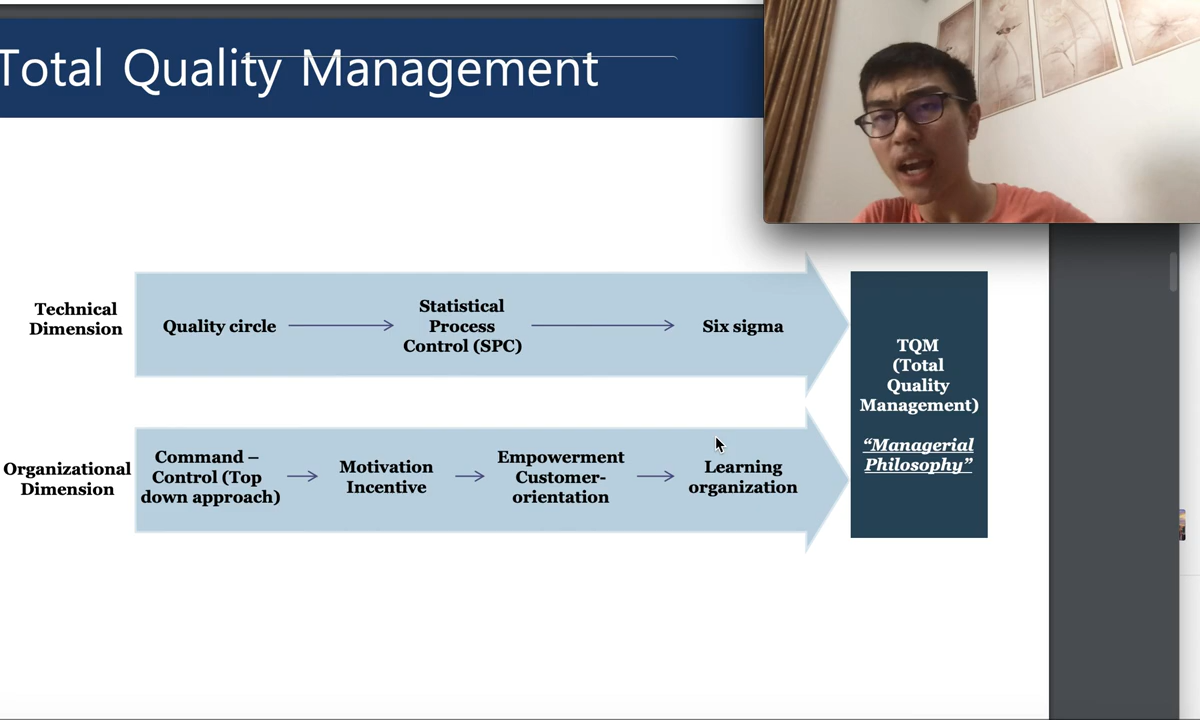 Total Quality Management
Technical
Dimension
Quality circle
Statistical
Process
Control (SPC)
Six sigma
Organizational
Dimension
Command –
Control (Top
down approach)
Motivation
Incentive
Empowerment
Customer-
orientation
Learning
organization
TQM
(Total
Quality
Management)
“Managerial
Philosophy”